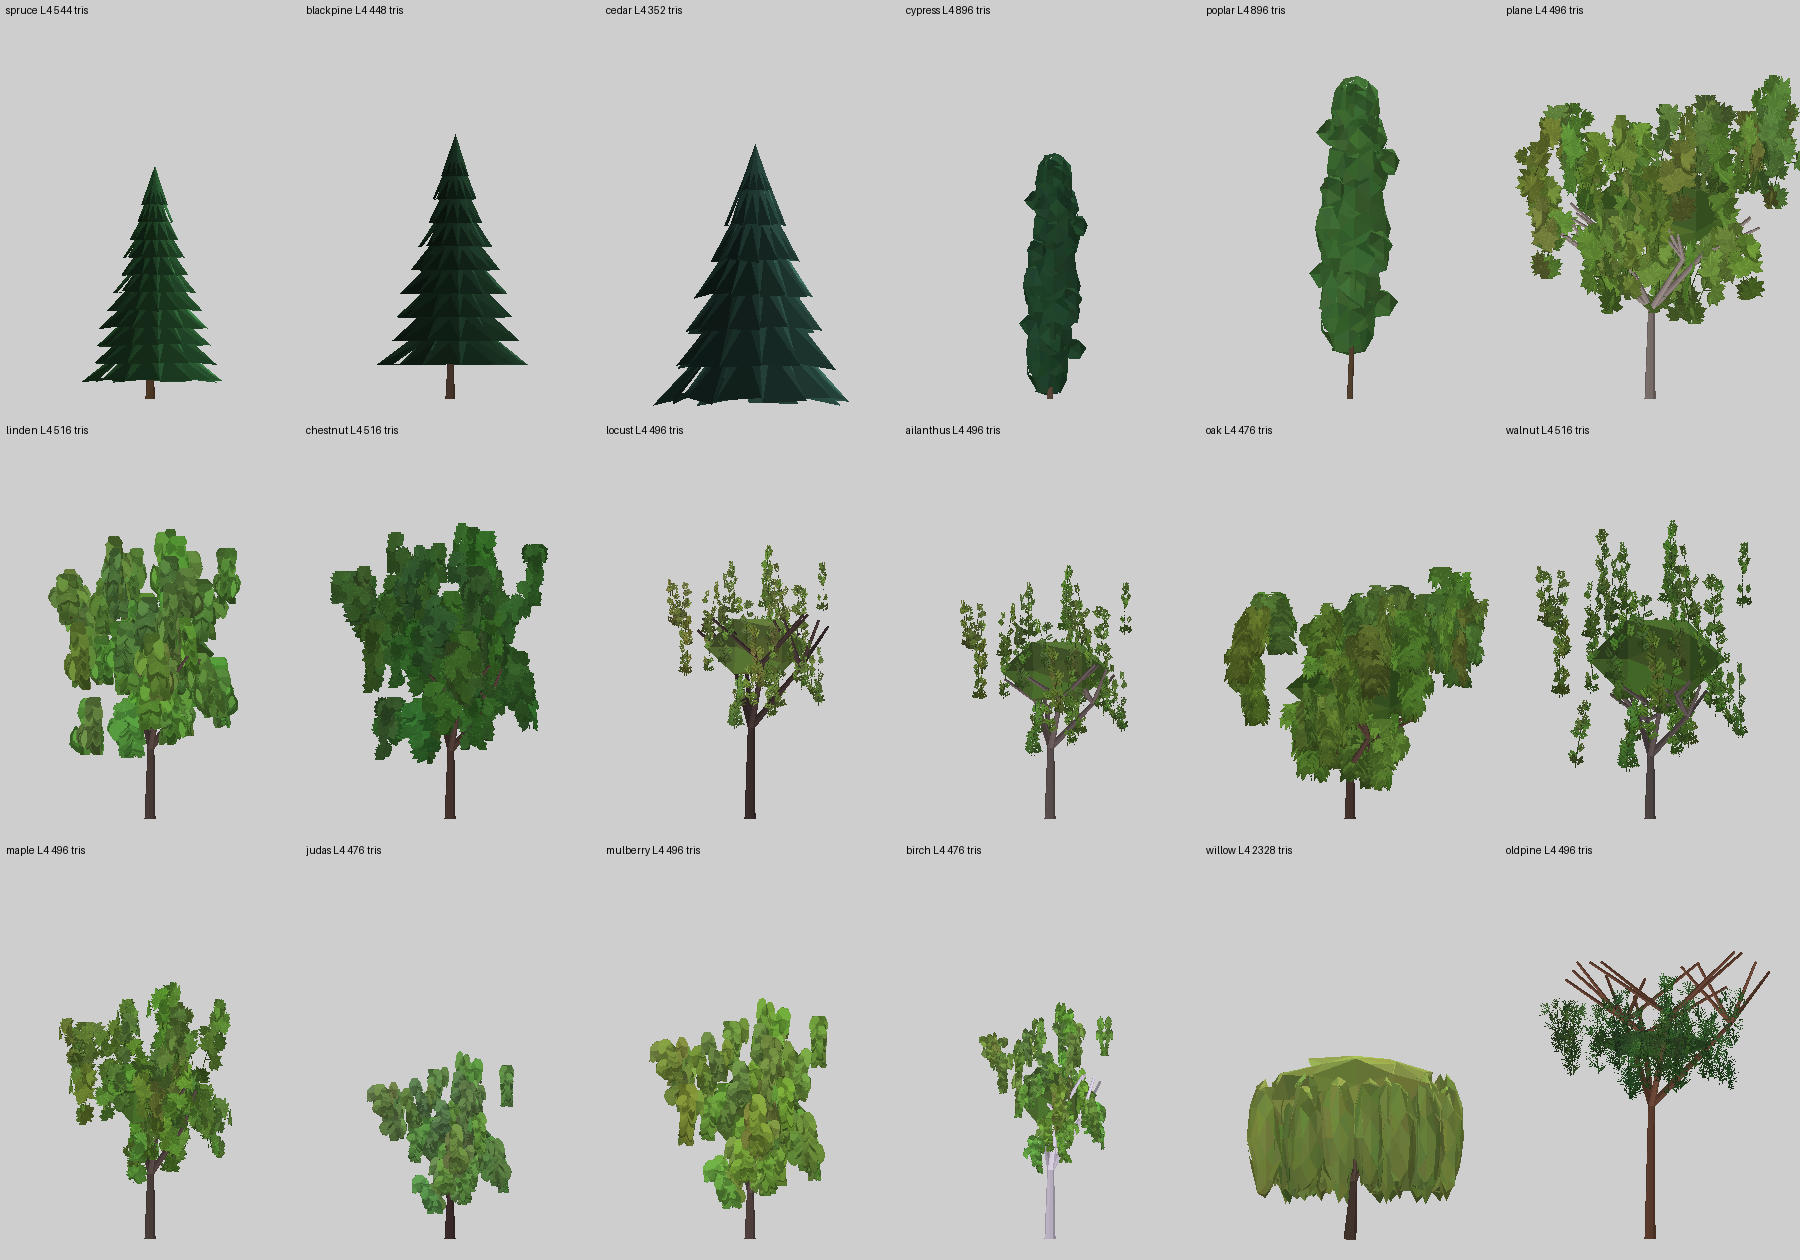 spruce L4 544 tris
blackpine L4 448 tris
cedar L4 352 tris
cypress L4 896 tris
poplar L4 896 tris
plane L4 496 tris
linden L4 516 tris
chestnut L4 516 tris
locust L4 496 tris
ailanthus L4 496 tris
oak L4 476 tris
walnut L4 516 tris
maple L4 496 tris
judas L4 476 tris
mulberry L4 496 tris
birch L4 476 tris
willow L4 2328 tris
oldpine L4 496 tris